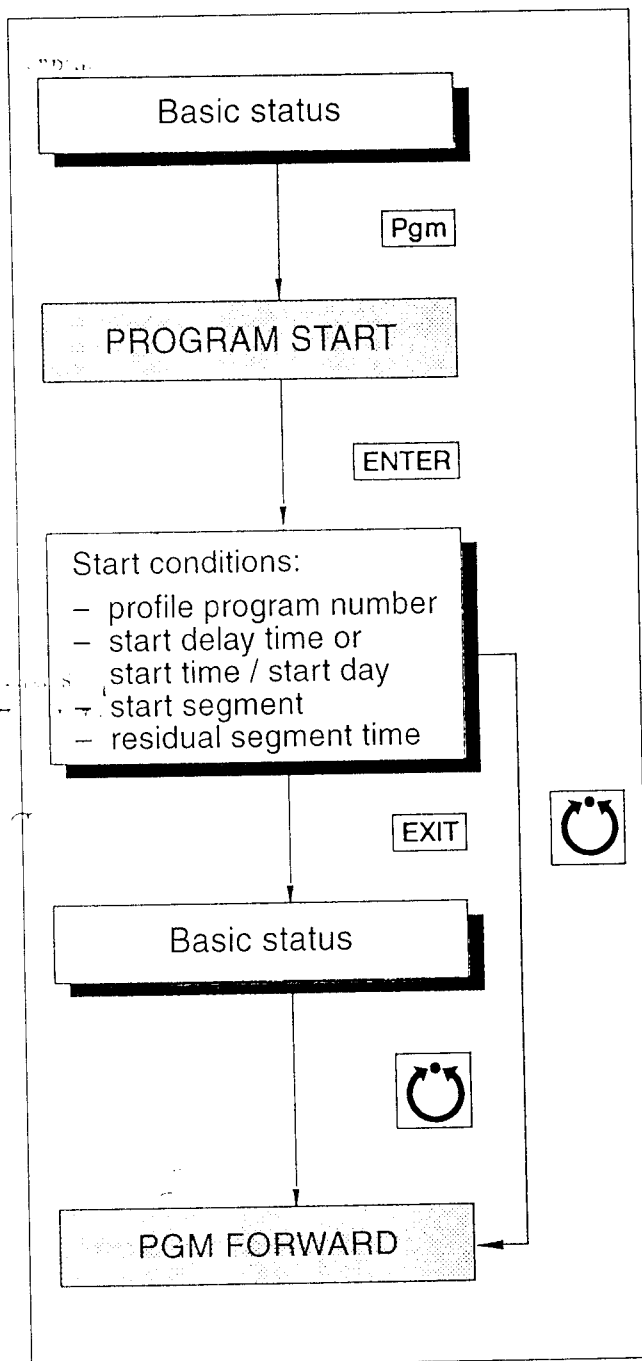 Basic status
Pgm
PROGRAM START
ENTER
Start conditions:
– profile program number
– start delay time or
start time / start day
– start segment
– residual segment time
EXIT
Basic status
PGM FORWARD